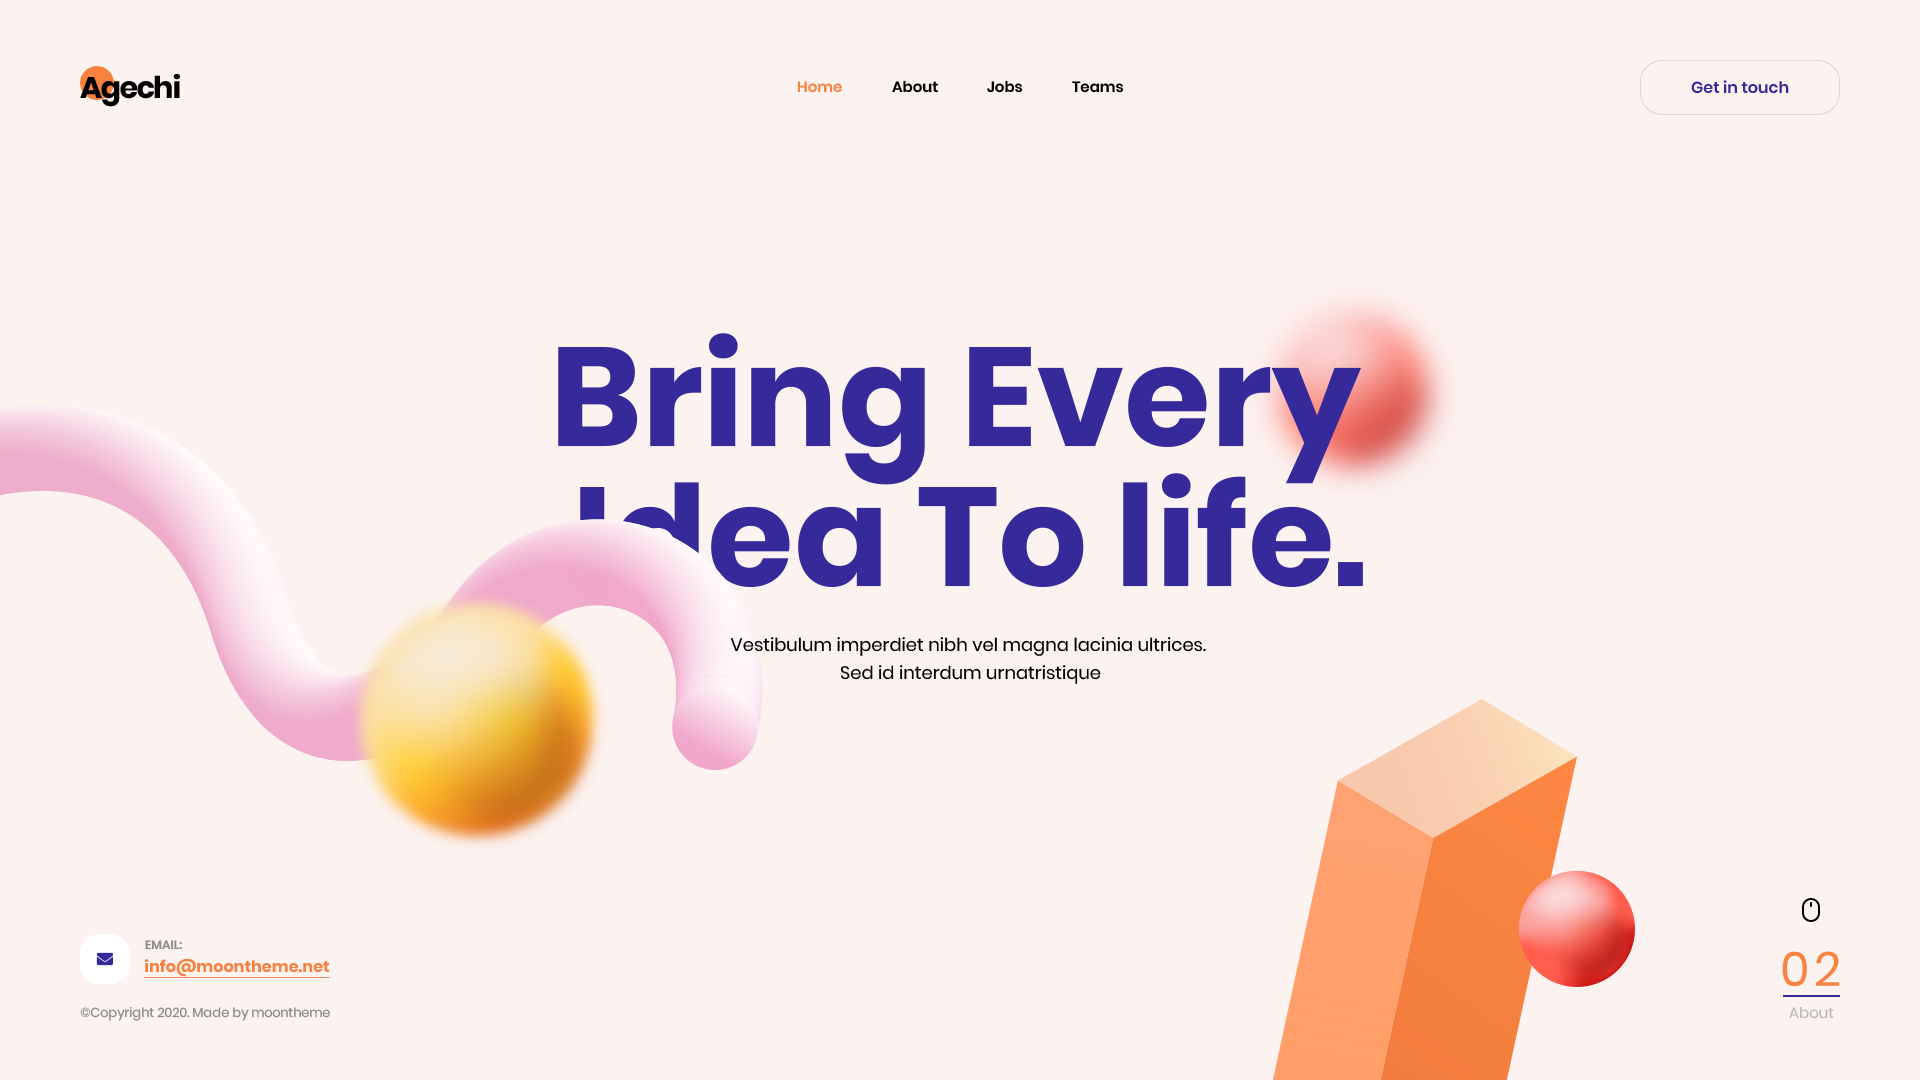 Agechi
Home About Jobs Teams
Get in touch
Bring Every
Idea To life.
Vestibulum imperdiet nibh vel magna lacinia ultrices.
Sed id interdum urnatristique
EMAIL:
info@moontheme.net
©Copyright 2020. Made by moontheme
02
About